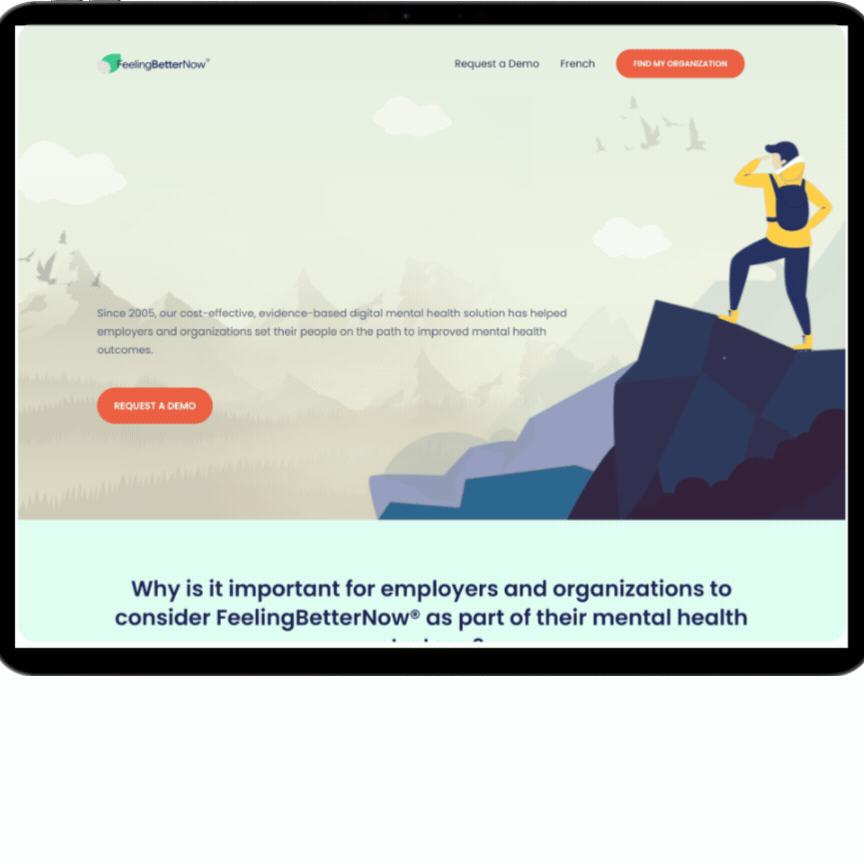 FeelingBetterNow®
Request a Demo
French
FIND MY ORGANIZATION
Since 2005, our cost-effective, evidence-based digital mental health solution has helped
employers and organizations set their people on the path to improved mental health
outcomes.
REQUEST A DEMO
Why is it important for employers and organizations to
consider FeelingBetterNow® as part of their mental health